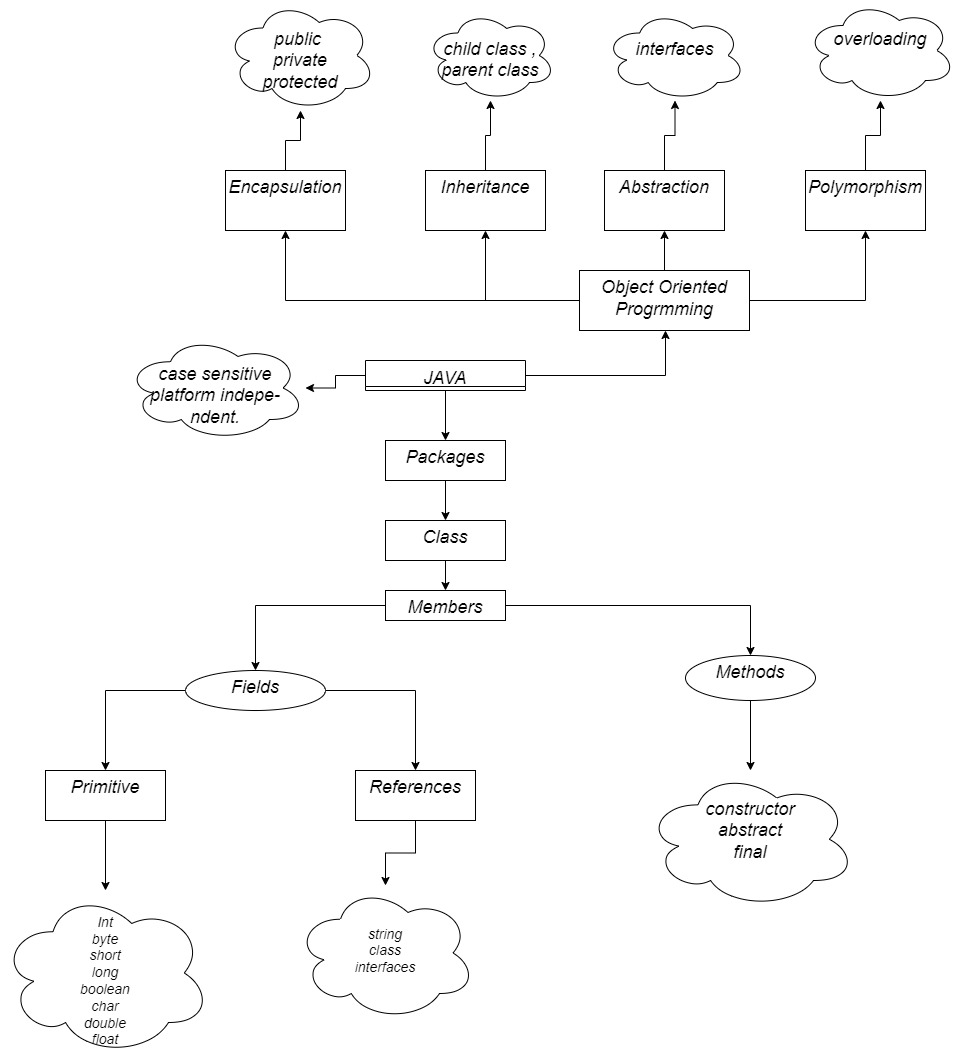 public
private
protected
child class ,
parent class
interfaces
overloading
Encapsulation
Inheritance
Abstraction
Polymorphism
Object Oriented
Progrmming
case sensitive
platform indepe-
ndent.
JAVA
Packages
Class
Members
Fields
Methods
Primitive
References
constructor
abstract
final
Int
byte
short
long
boolean
char
double
float
string
class
interfaces